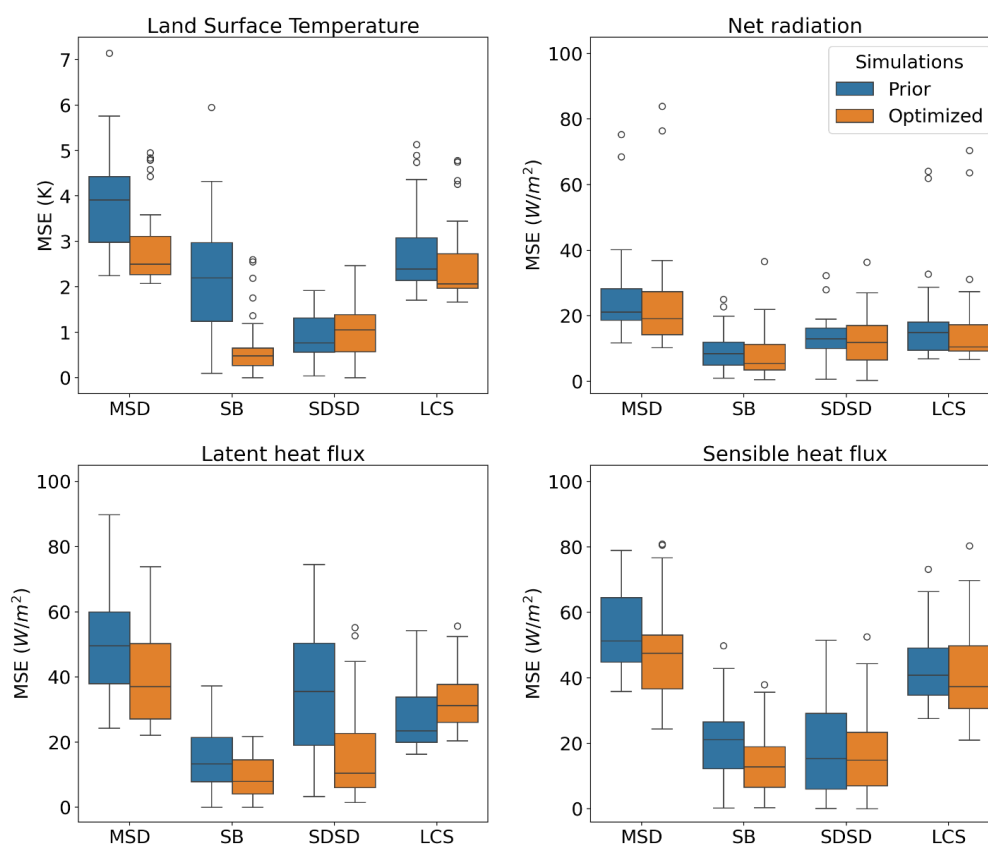 Land Surface Temperature
MSE (K)
7
6
5
4
3
2
1
0
MSD SB SDSD LCS
Net radiation
MSE (W/m²)
100
80
60
40
20
0
Simulations
Prior
Optimized
MSD SB SDSD LCS
Latent heat flux
MSE (W/m²)
100
80
60
40
20
0
MSD SB SDSD LCS
Sensible heat flux
MSE (W/m²)
100
80
60
40
20
0
MSD SB SDSD LCS